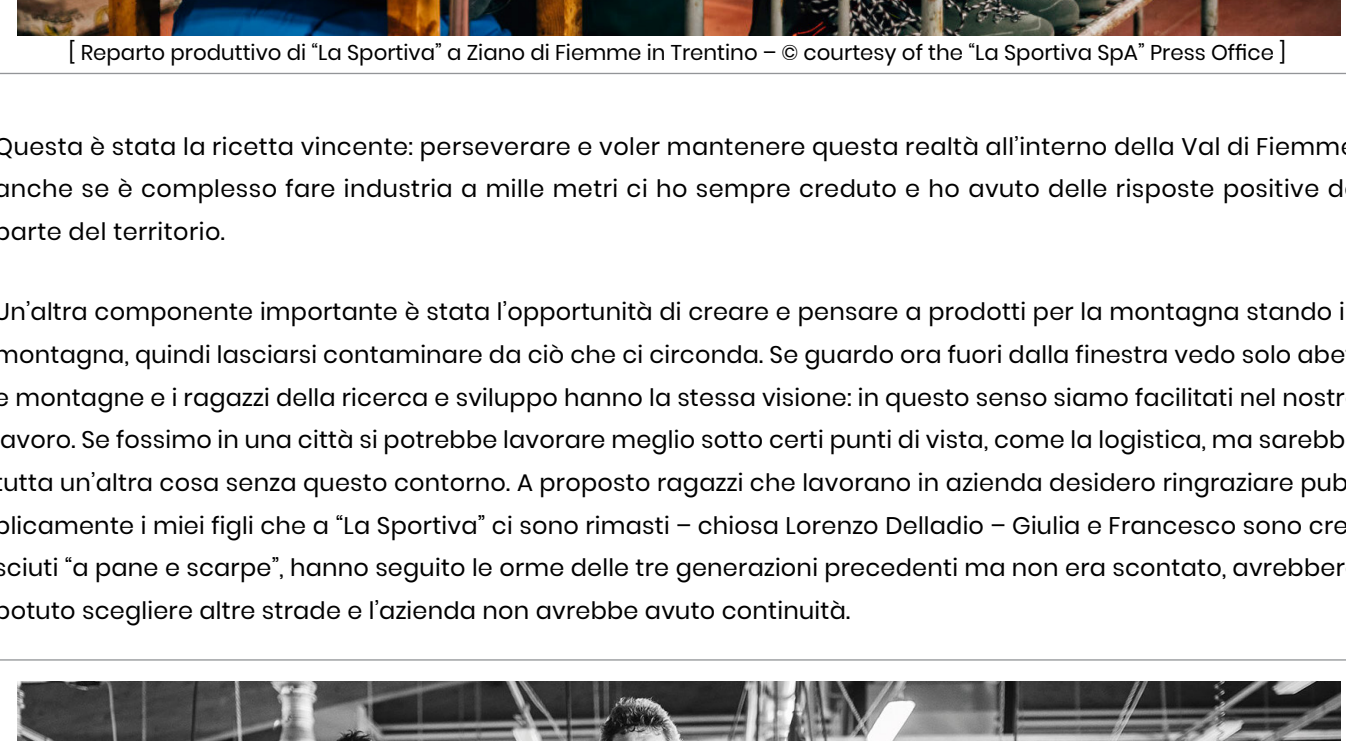 [ Reparto produttivo di “La Sportiva” a Ziano di Fiemme in Trentino – © courtesy of the “La Sportiva SpA” Press Office ]
Questa è stata la ricetta vincente: perseverare e voler mantenere questa realtà all’interno della Val di Fiemme
anche se è complesso fare industria a mille metri ci ho sempre creduto e ho avuto delle risposte positive da
parte del territorio.
Un’altra componente importante è stata l’opportunità di creare e pensare a prodotti per la montagna stando i
montagna, quindi lasciarsi contaminare da ciò che ci circonda. Se guardo ora fuori dalla finestra vedo solo abe
e montagne e i ragazzi della ricerca e sviluppo hanno la stessa visione: in questo senso siamo facilitati nel nostr
lavoro. Se fossimo in una città si potrebbe lavorare meglio sotto certi punti di vista, come la logistica, ma sarebb
tutta un’altra cosa senza questo contorno. A proposto ragazzi che lavorano in azienda desidero ringraziare pub
blicamente i miei figli che a “La Sportiva” ci sono rimasti – chiosa Lorenzo Delladio – Giulia e Francesco sono cre
sciuti “a pane e scarpe”, hanno seguito le orme delle tre generazioni precedenti ma non era scontato, avrebber
potuto scegliere altre strade e l’azienda non avrebbe avuto continuità.